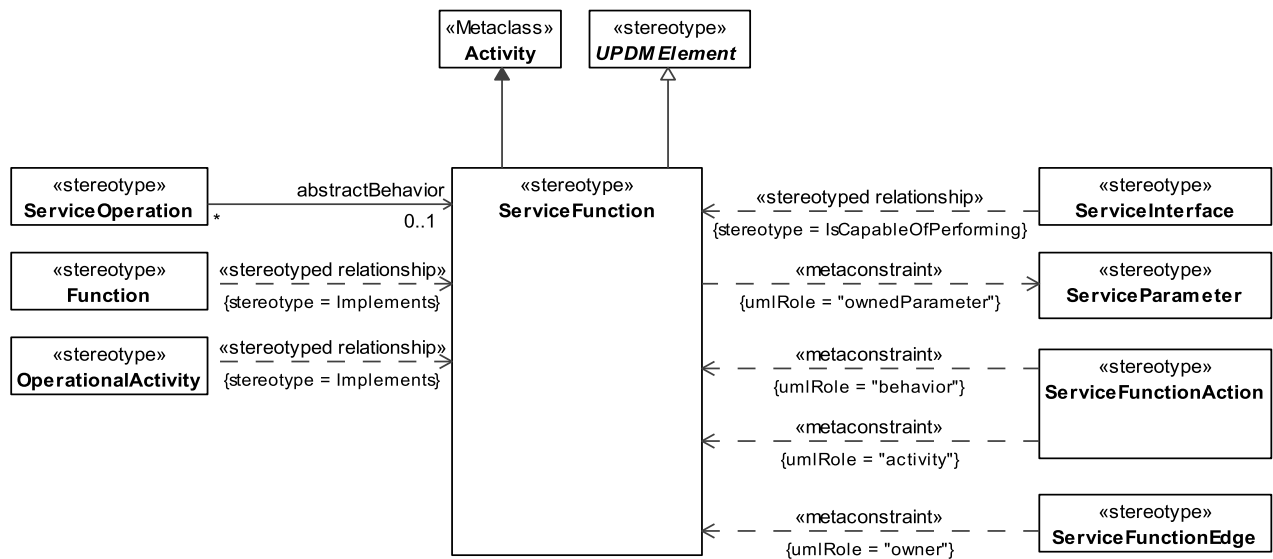 «Metaclass»
Activity
«stereotype»
UPDMElement
«stereotype»
ServiceOperation
abstractBehavior
*
0..1
«stereotype»
Function
«stereotyped relationship»
{stereotype = Implements}
«stereotype»
OperationalActivity
«stereotyped relationship»
{stereotype = Implements}
«stereotype»
ServiceFunction
«stereotyped relationship»
{stereotype = IsCapableOfPerforming}
«stereotype»
ServiceInterface
«metaconstraint»
{umlRole = "ownedParameter"}
«stereotype»
ServiceParameter
«metaconstraint»
{umlRole = "behavior"}
«metaconstraint»
{umlRole = "activity"}
«stereotype»
ServiceFunctionAction
«metaconstraint»
{umlRole = "owner"}
«stereotype»
ServiceFunctionEdge